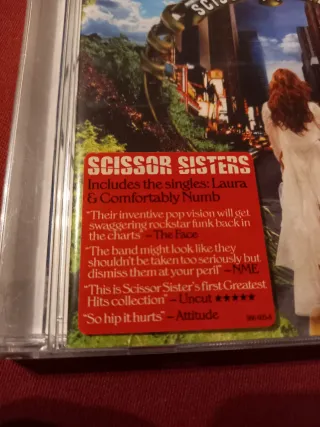 SCISSOR SISTERS
Includes the singles: Laura
& Comfortably Numb
"Their inventive pop vision will get
swaggering rockstar funk back in
the charts" – The Face
"The band might look like they
shouldn't be taken too seriously but
dismiss them at your peril" – NME
"This is Scissor Sister's first Greatest
Hits collection" – Uncut ★★★★★
"So hip it hurts" – Attitude